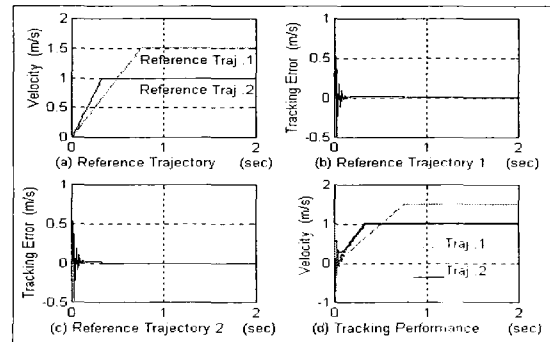 2
1.5
1
0.5
0
0 1 2
Velocity (m/s)
Reference Traj .1
Reference Traj .2
(a) Reference Trajectory (sec)
1
0.5
0
-0.5
0 1 2
Tracking Error (m/s)
(b) Reference Trajectory 1 (sec)
1
0.5
0
-0.5
0 1 2
Tracking Error (m/s)
(c) Reference Trajectory 2 (sec)
2
1
0
-1
0 1 2
Velocity (m/s)
Traj .1
Traj .2
(d) Tracking Performance (sec)